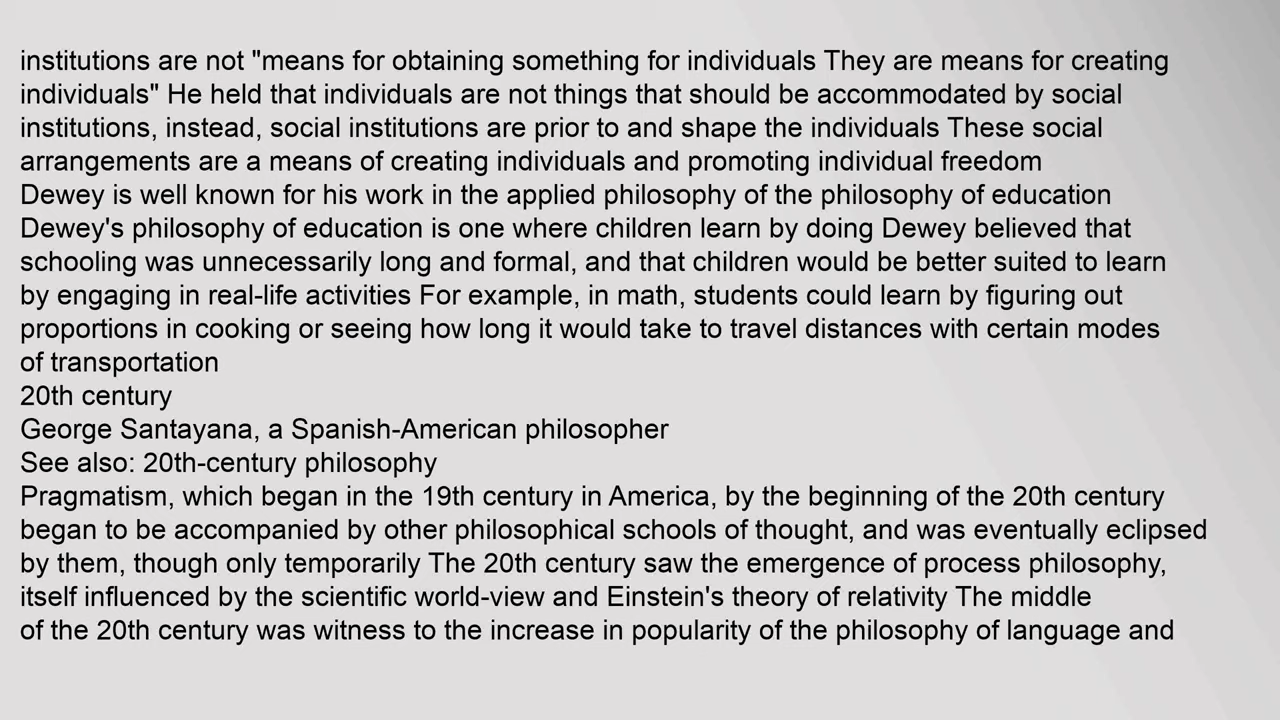 institutions are not "means for obtaining something for individuals They are means for creating
individuals" He held that individuals are not things that should be accommodated by social
institutions, instead, social institutions are prior to and shape the individuals These social
arrangements are a means of creating individuals and promoting individual freedom
Dewey is well known for his work in the applied philosophy of the philosophy of education
Dewey's philosophy of education is one where children learn by doing Dewey believed that
schooling was unnecessarily long and formal, and that children would be better suited to learn
by engaging in real-life activities For example, in math, students could learn by figuring out
proportions in cooking or seeing how long it would take to travel distances with certain modes
of transportation
20th century
George Santayana, a Spanish-American philosopher
See also: 20th-century philosophy
Pragmatism, which began in the 19th century in America, by the beginning of the 20th century
began to be accompanied by other philosophical schools of thought, and was eventually eclipsed
by them, though only temporarily The 20th century saw the emergence of process philosophy,
itself influenced by the scientific world-view and Einstein's theory of relativity The middle
of the 20th century was witness to the increase in popularity of the philosophy of language and